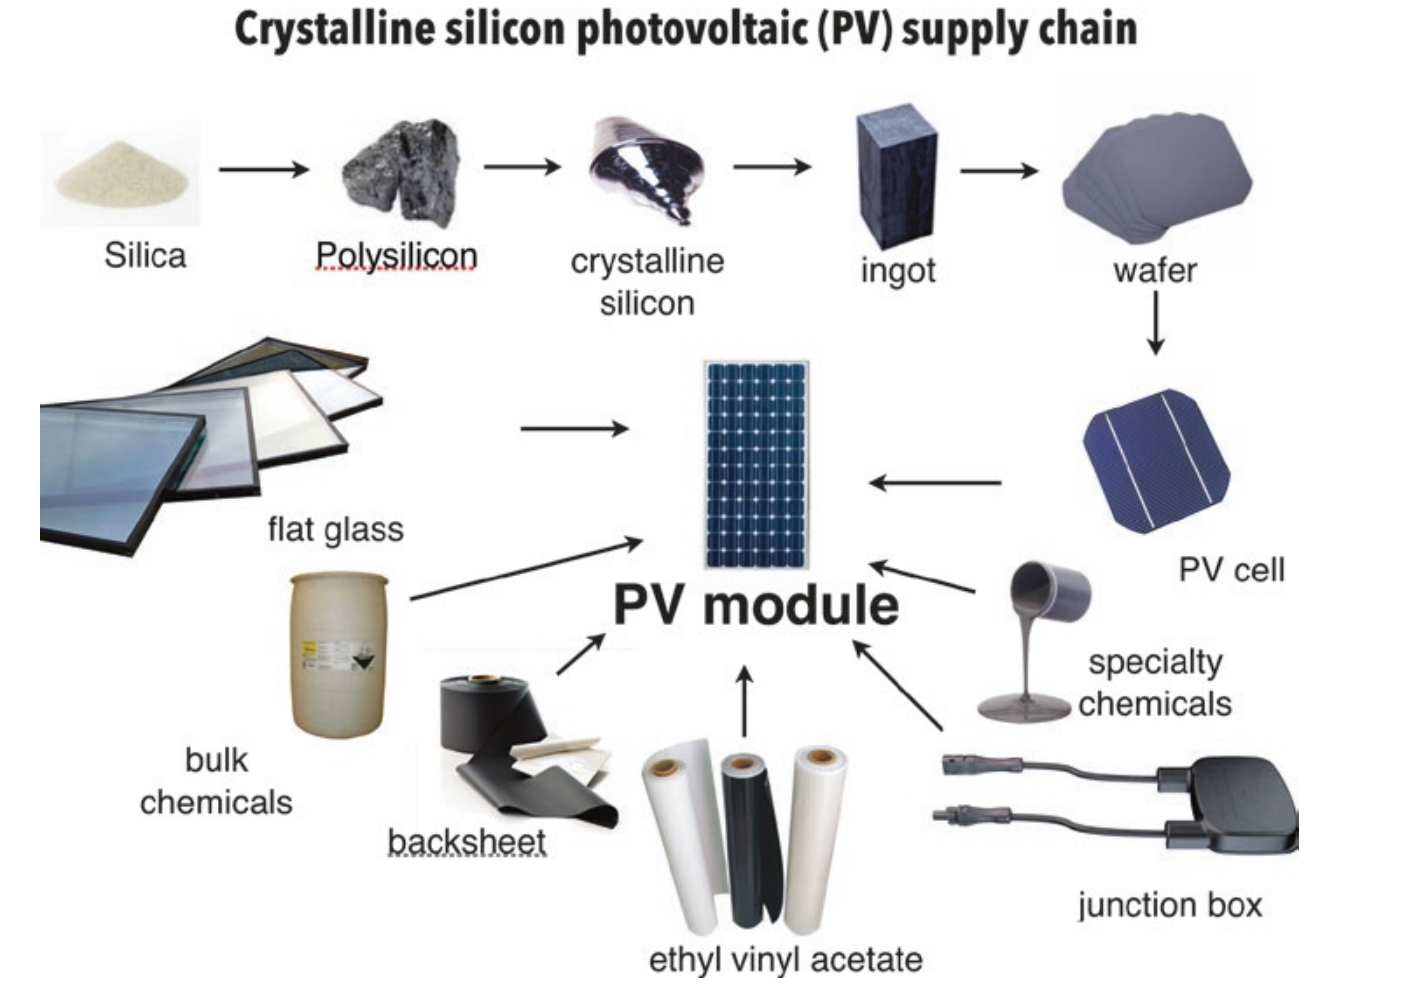 Crystalline silicon photovoltaic (PV) supply chain
Silica
Polysilicon
crystalline
silicon
ingot
wafer
flat glass
PV cell
PV module
specialty
chemicals
bulk
chemicals
backsheet
junction box
ethyl vinyl acetate